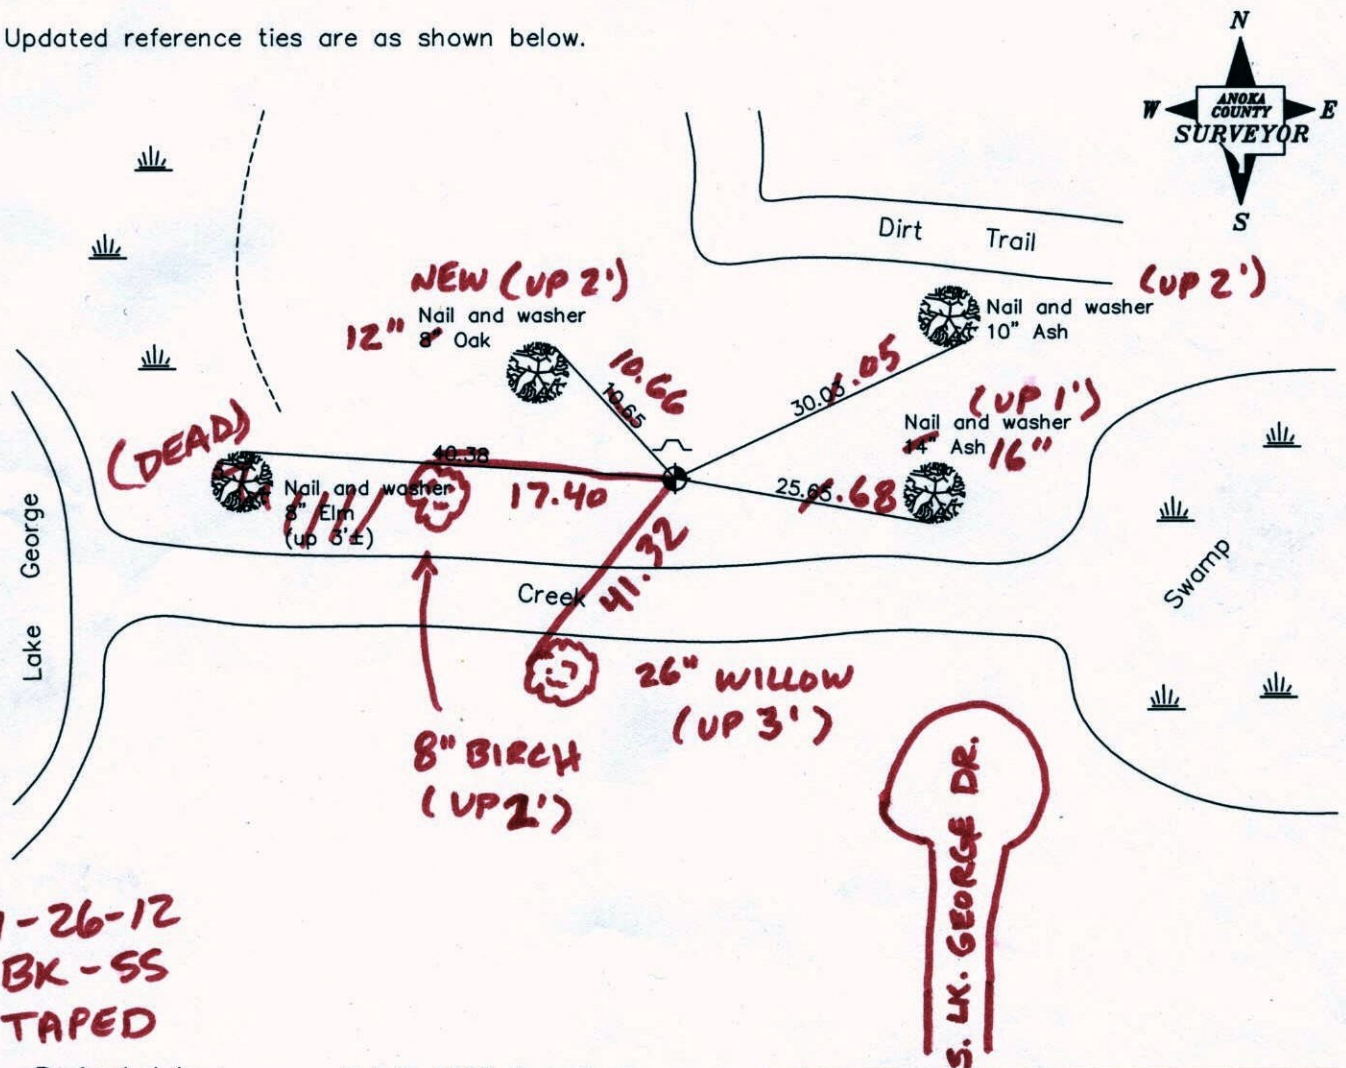 Updated reference ties are as shown below.
N
W
ANOKA
COUNTY
SURVEYOR
E
S
Dirt Trail
NEW (UP 2')
Nail and washer
12" 8" Oak
10.66
10.65
(UP 2')
Nail and washer
10" Ash
30.03 .05
(UP 1')
Nail and washer
14" Ash 16"
25.65 .68
(DEAD)
40.38
17.40
Nail and washer
8" Elm
(up 3'±)
Lake George
Creek
41.32
Swamp
26" WILLOW
(UP 3')
8" BIRCH
(UP 2')
S. LK. GEORGE DR.
-26-12
BK-SS
TAPED